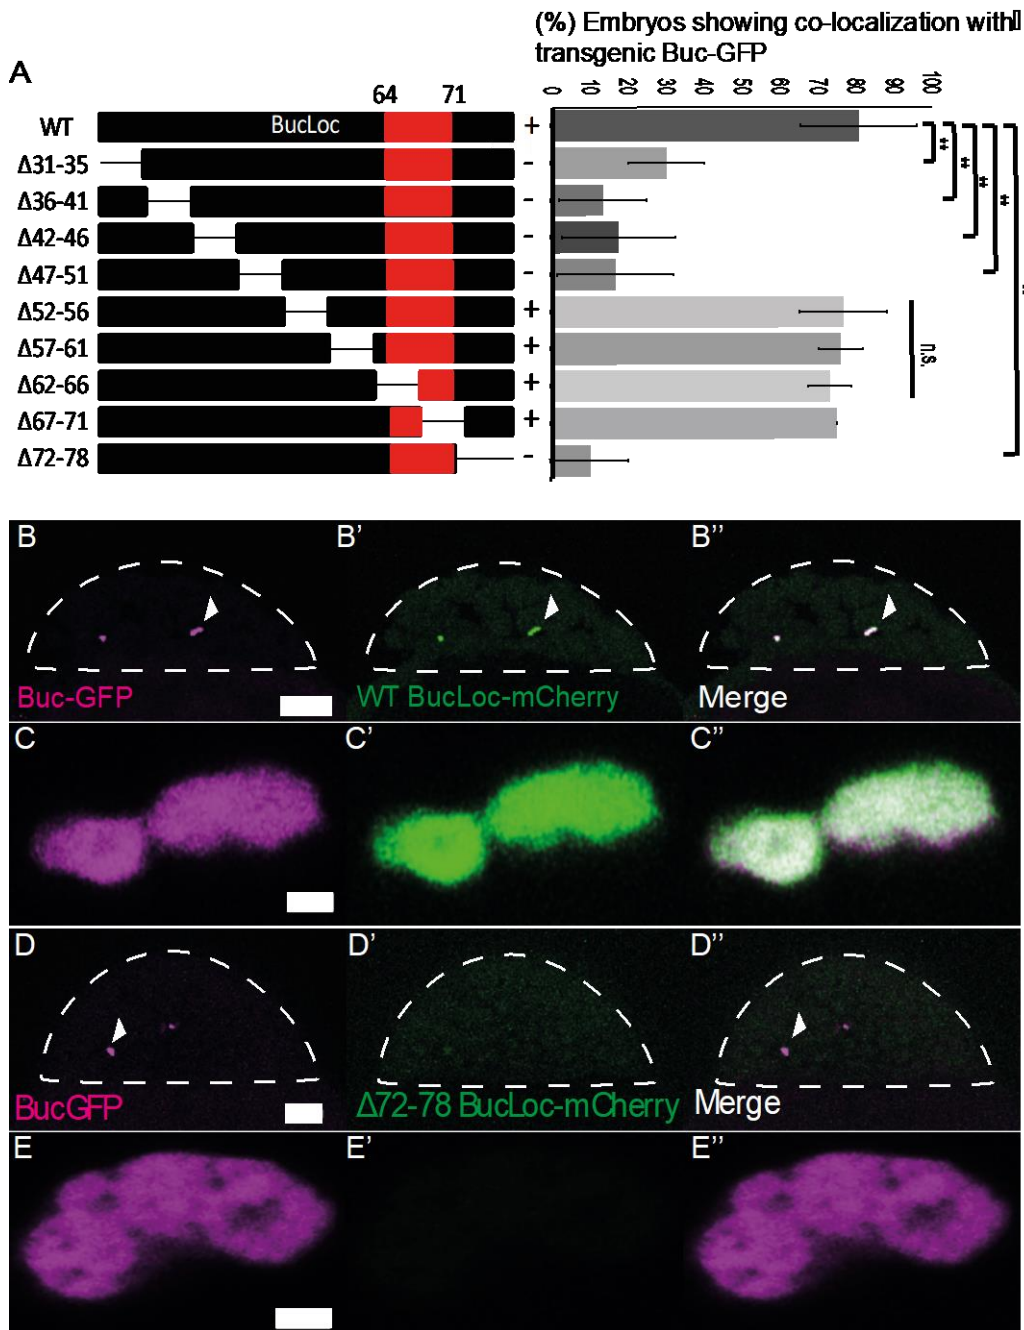 (%) Embryos showing co-localization with
transgenic Buc-GFP
A
64 71
0 10 20 30 40 50 60 70 80 90 100
WT BucLoc +
Δ31-35 -
Δ36-41 -
Δ42-46 -
Δ47-51 -
Δ52-56 +
Δ57-61 +
Δ62-66 +
Δ67-71 +
Δ72-78 -
n.s.
B B’ B’’
Buc-GFP WT BucLoc-mCherry Merge
C C’ C’’
D D’ D’’
BucGFP Δ72-78 BucLoc-mCherry Merge
E E’ E’’